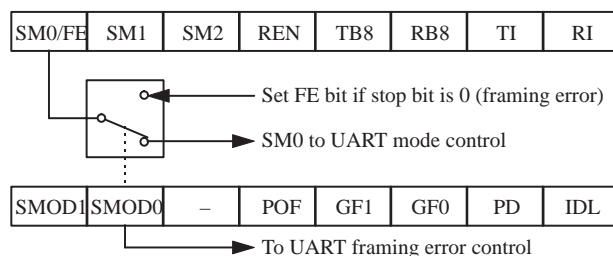 SM0/FE SM1 SM2 REN TB8 RB8 TI RI
Set FE bit if stop bit is 0 (framing error)
SM0 to UART mode control
SMOD1 SMOD0 – POF GF1 GF0 PD IDL
To UART framing error control